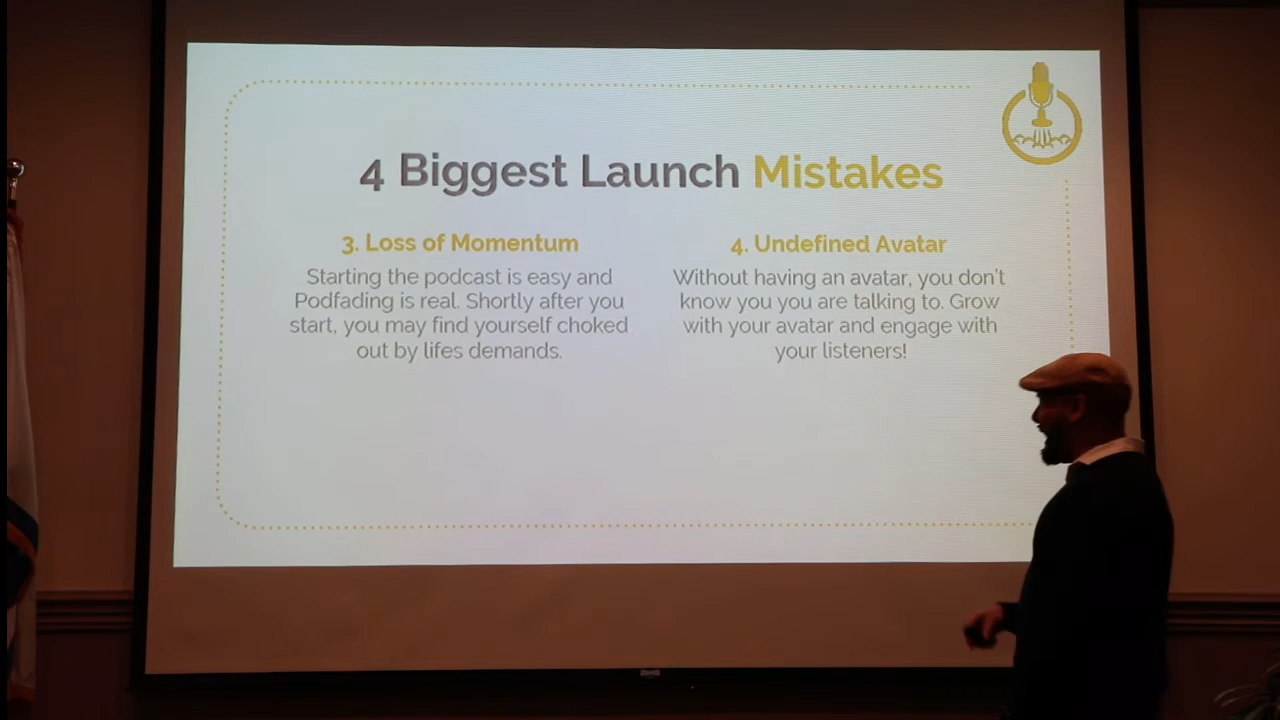 4 Biggest Launch Mistakes
3. Loss of Momentum
Starting the podcast is easy and
Podfading is real. Shortly after you
start, you may find yourself choked
out by lifes demands.
4. Undefined Avatar
Without having an avatar, you don't
know you you are talking to. Grow
with your avatar and engage with
your listeners!